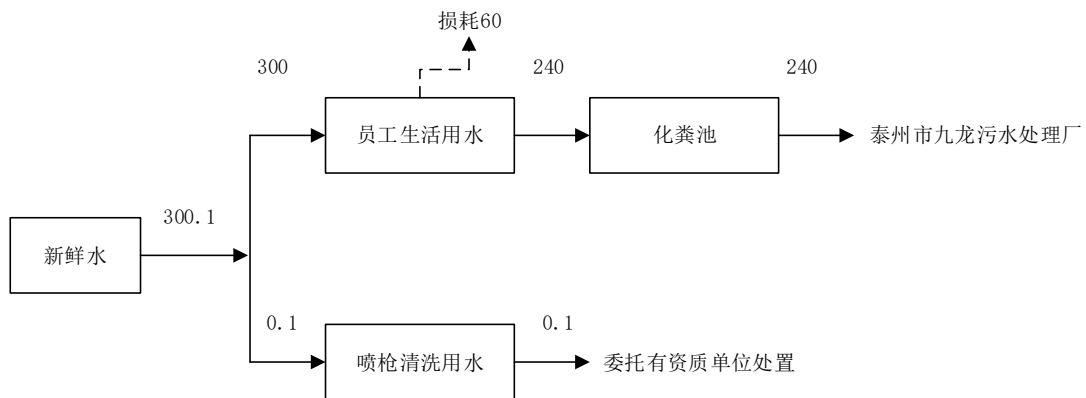 损耗60
300
240
240
员工生活用水
化粪池
泰州市九龙污水处理厂
300.1
新鲜水
0.1
0.1
喷枪清洗用水
委托有资质单位处置